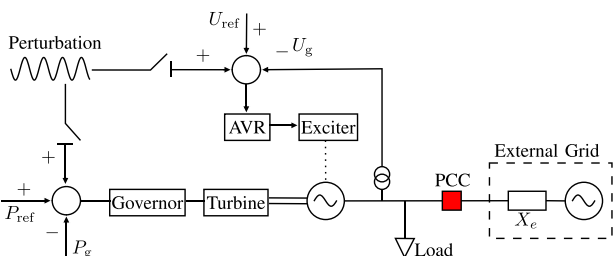 U_ref
+
Perturbation
+
− U_g
AVR
Exciter
+
External Grid
PCC
+
P_ref
Governor
Turbine
X_e
−
P_g
Load